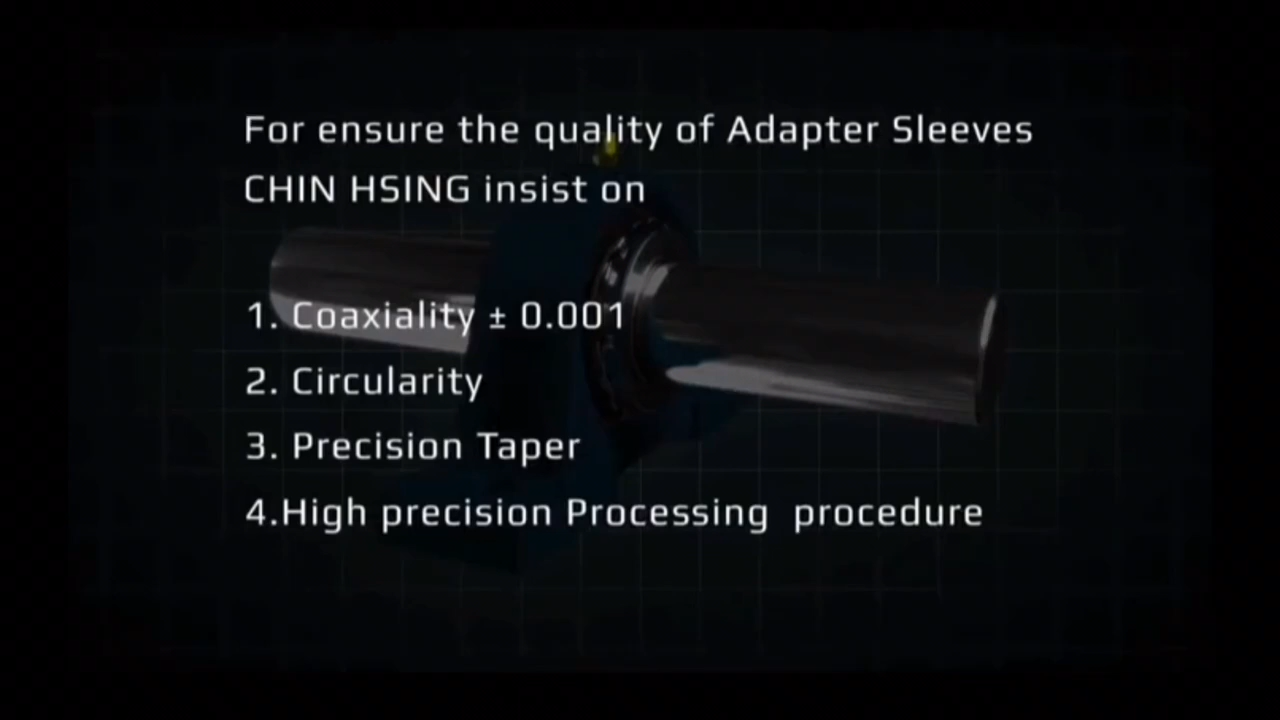 For ensure the quality of Adapter Sleeves
CHIN HSING insist on
1. Coaxiality ± 0.001
2. Circularity
3. Precision Taper
4.High precision Processing  procedure